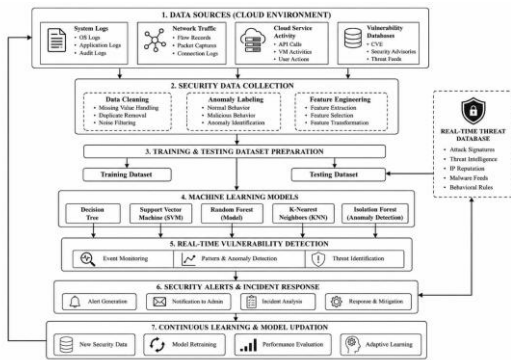 1. DATA SOURCES (CLOUD ENVIRONMENT)
System Logs
• OS Logs
• Application Logs
• Audit Logs
Network Traffic
• Flow Records
• Packet Captures
• Connection Logs
Cloud Service
Activity
• API Calls
• VM Activities
• User Actions
Vulnerability
Databases
• CVE
• Security Advisories
• Threat Feeds
2. SECURITY DATA COLLECTION
Data Cleaning
• Missing Value Handling
• Duplicate Removal
• Noise Filtering
Anomaly Labeling
• Normal Behavior
• Malicious Behavior
• Anomaly Identification
Feature Engineering
• Feature Extraction
• Feature Selection
• Feature Transformation
REAL-TIME THREAT
DATABASE
• Attack Signatures
• Threat Intelligence
• IP Reputation
• Malware Feeds
• Behavioral Rules
3. TRAINING & TESTING DATASET PREPARATION
Training Dataset
Testing Dataset
4. MACHINE LEARNING MODELS
Decision
Tree
Support Vector
Machine (SVM)
Random Forest
(Model)
K-Nearest
Neighbors (KNN)
Isolation Forest
(Anomaly Detection)
5. REAL-TIME VULNERABILITY DETECTION
Event Monitoring
Pattern & Anomaly Detection
Threat Identification
6. SECURITY ALERTS & INCIDENT RESPONSE
Alert Generation
Notification to Admin
Incident Analysis
Response & Mitigation
7. CONTINUOUS LEARNING & MODEL UPDATION
New Security Data
Model Retraining
Performance Evaluation
Adaptive Learning